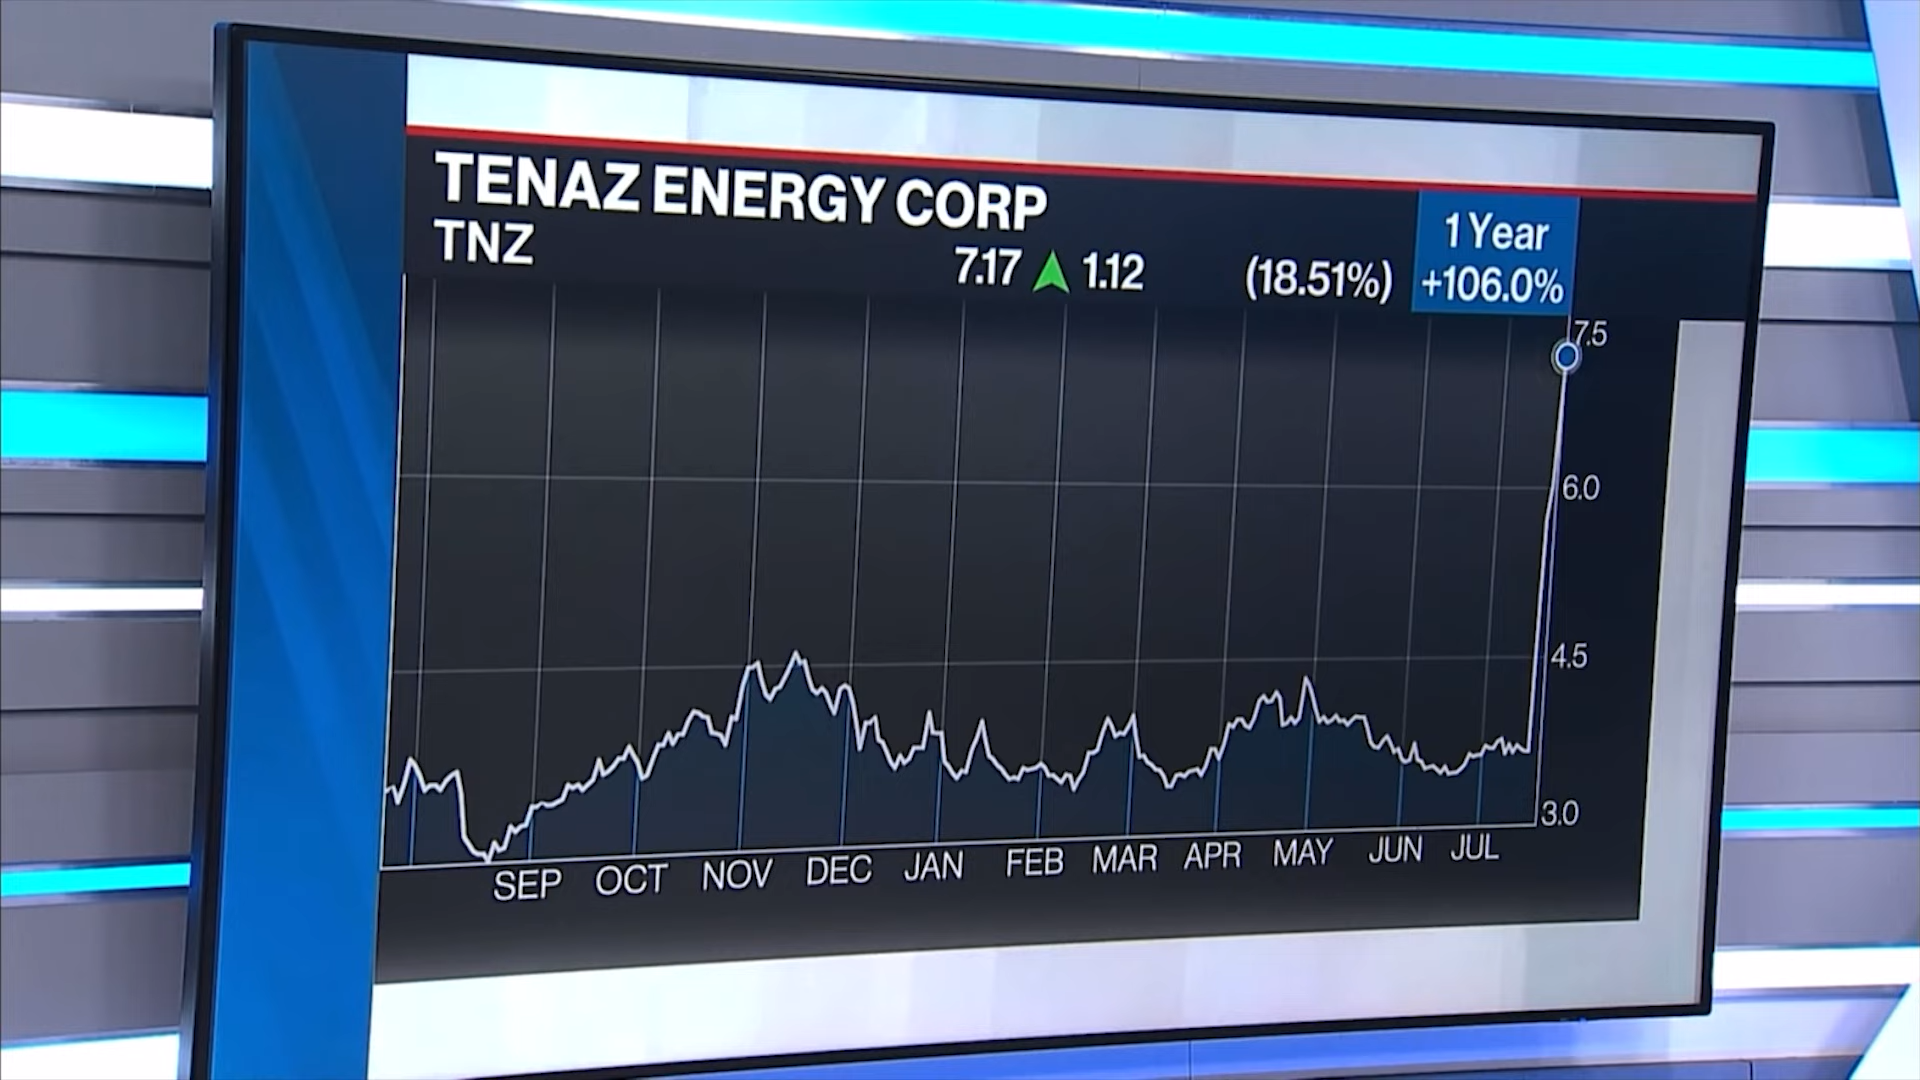 TENAZ ENERGY CORP
TNZ
7.17 ▲ 1.12 (18.51%)
1 Year
+106.0%
7.5
6.0
4.5
3.0
SEP OCT NOV DEC JAN FEB MAR APR MAY JUN JUL